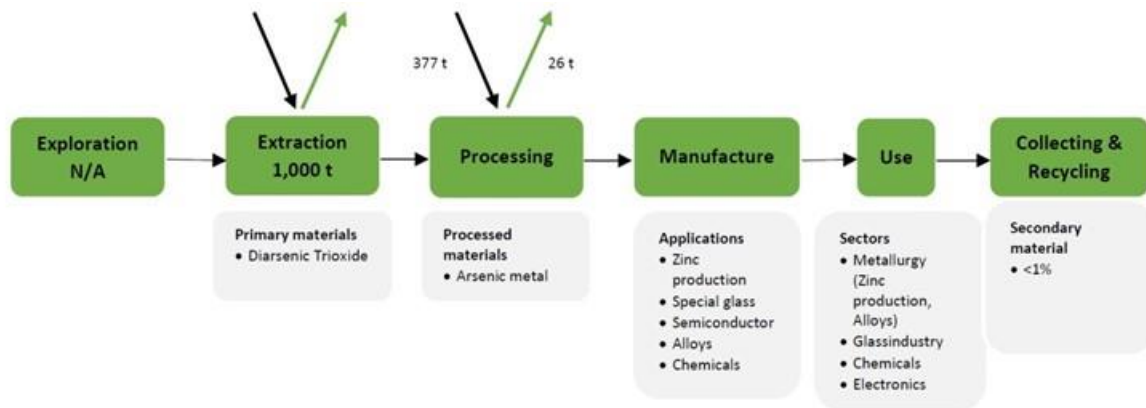 377 t
26 t
Exploration
N/A
Extraction
1,000 t
Processing
Manufacture
Use
Collecting &
Recycling
Primary materials
• Diarsenic Trioxide
Processed
materials
• Arsenic metal
Applications
• Zinc
production
• Special glass
• Semiconductor
• Alloys
• Chemicals
Sectors
• Metallurgy
(Zinc
production,
Alloys)
• Glassindustry
• Chemicals
• Electronics
Secondary
material
• <1%